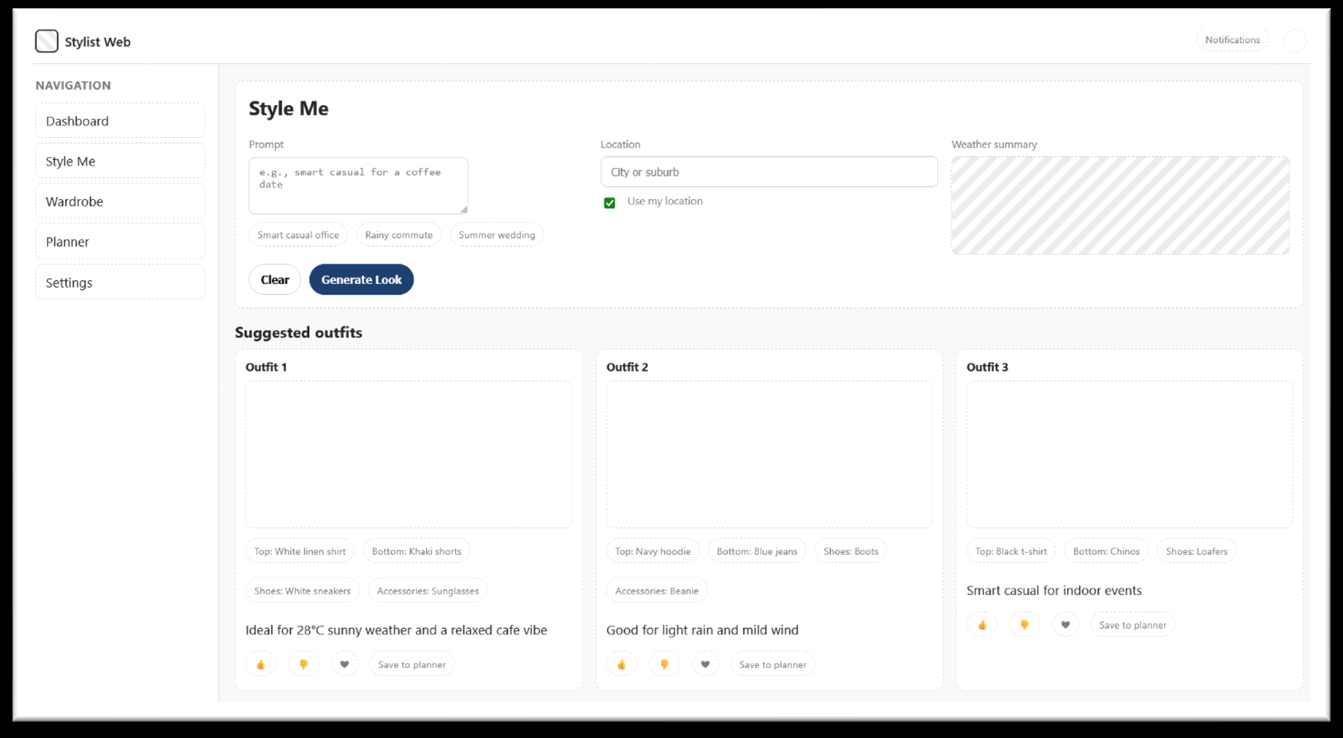 Stylist Web
Notifications
NAVIGATION
Dashboard
Style Me
Wardrobe
Planner
Settings
Style Me
Prompt
e.g., smart casual for a coffee
date
Smart casual office
Rainy commute
Summer wedding
Clear
Generate Look
Location
City or suburb
Use my location
Weather summary
Suggested outfits
Outfit 1
Top: White linen shirt
Bottom: Khaki shorts
Shoes: White sneakers
Accessories: Sunglasses
Ideal for 28°C sunny weather and a relaxed cafe vibe
Save to planner
Outfit 2
Top: Navy hoodie
Bottom: Blue jeans
Shoes: Boots
Accessories: Beanie
Good for light rain and mild wind
Save to planner
Outfit 3
Top: Black t-shirt
Bottom: Chinos
Shoes: Loafers
Smart casual for indoor events
Save to planner